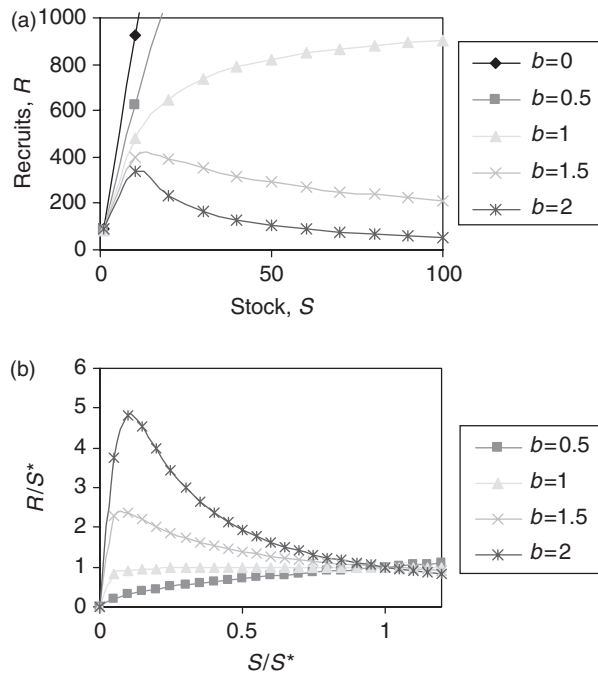 (a)
1000
800
600
400
200
0
Recruits, R
0
50
100
Stock, S
b=0
b=0.5
b=1
b=1.5
b=2
(b)
6
5
4
3
2
1
0
R/S*
0
0.5
1
S/S*
b=0.5
b=1
b=1.5
b=2